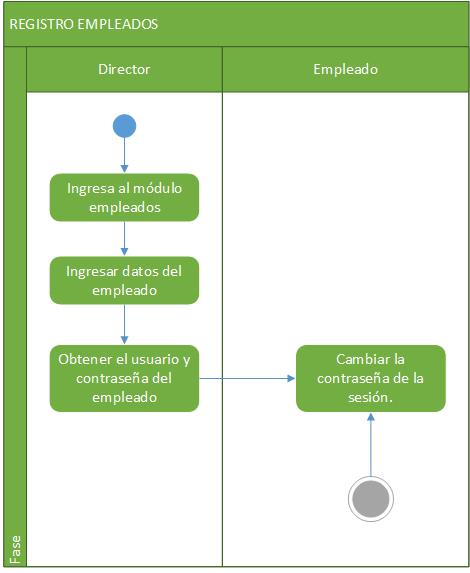 REGISTRO EMPLEADOS
Director
Empleado
Ingresa al módulo
empleados
Ingresar datos del
empleado
Obtener el usuario y
contraseña del
empleado
Cambiar la
contraseña de la
sesión.
Fase